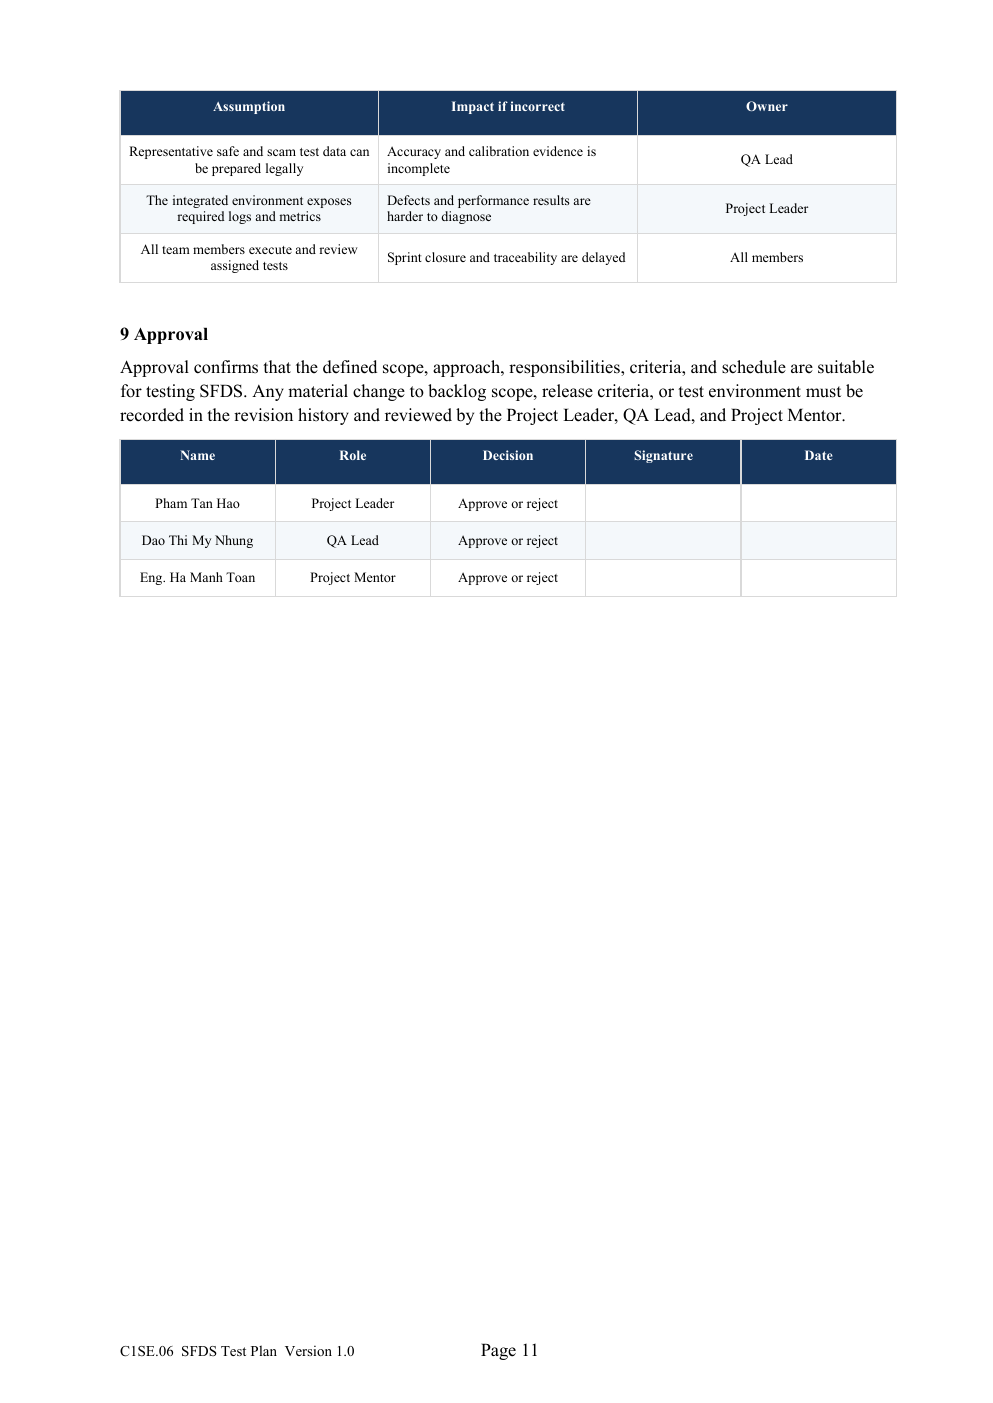 Assumption Impact if incorrect Owner
Representative safe and scam test data can be prepared legally Accuracy and calibration evidence is incomplete QA Lead
The integrated environment exposes required logs and metrics Defects and performance results are harder to diagnose Project Leader
All team members execute and review assigned tests Sprint closure and traceability are delayed All members
9 Approval
Approval confirms that the defined scope, approach, responsibilities, criteria, and schedule are suitable
for testing SFDS. Any material change to backlog scope, release criteria, or test environment must be
recorded in the revision history and reviewed by the Project Leader, QA Lead, and Project Mentor.
Name Role Decision Signature Date
Pham Tan Hao Project Leader Approve or reject
Dao Thi My Nhung QA Lead Approve or reject
Eng. Ha Manh Toan Project Mentor Approve or reject
C1SE.06 SFDS Test Plan Version 1.0 Page 11